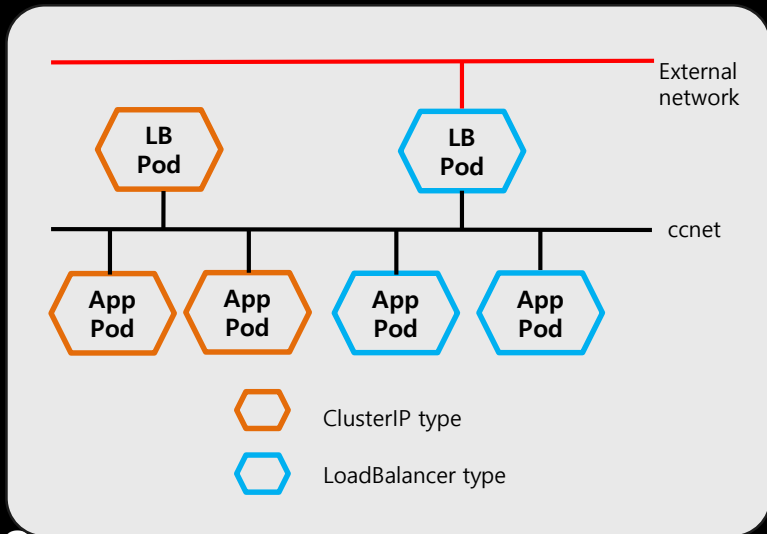 External
network
LB
Pod
LB
Pod
ccnet
App
Pod
App
Pod
App
Pod
App
Pod
ClusterIP type
LoadBalancer type